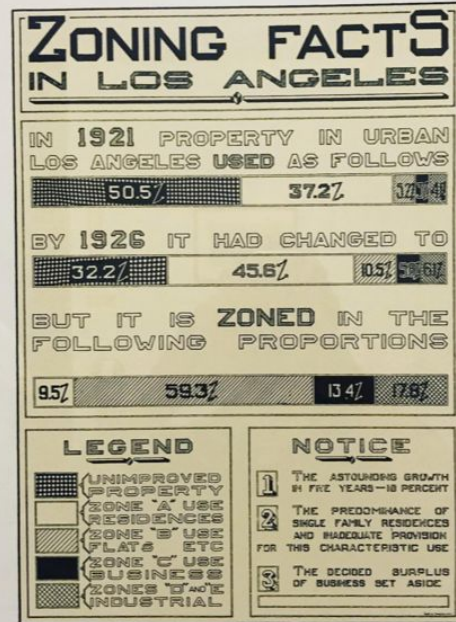 ZONING FACTS
IN LOS ANGELES
IN 1921 PROPERTY IN URBAN
LOS ANGELES USED AS FOLLOWS
50.5% 37.2%
BY 1926 IT HAD CHANGED TO
32.2% 45.6% 10.5% 6.1%
BUT IT IS ZONED IN THE
FOLLOWING PROPORTIONS
9.5% 59.3% 13.4% 17.8%
LEGEND
UNIMPROVED
PROPERTY
ZONE "A" USE
RESIDENCES
ZONE "B" USE
FLATS ETC
ZONE "C" USE
BUSINESS
ZONES "D" AND E
INDUSTRIAL
NOTICE
1 THE ASTOUNDING GROWTH
IN FIVE YEARS—18 PERCENT
2 THE PREDOMINANCE OF
SINGLE FAMILY RESIDENCES
AND INADEQUATE PROVISION
FOR THIS CHARACTERISTIC USE
3 THE DECIDED SURPLUS
OF BUSINESS SET ASIDE